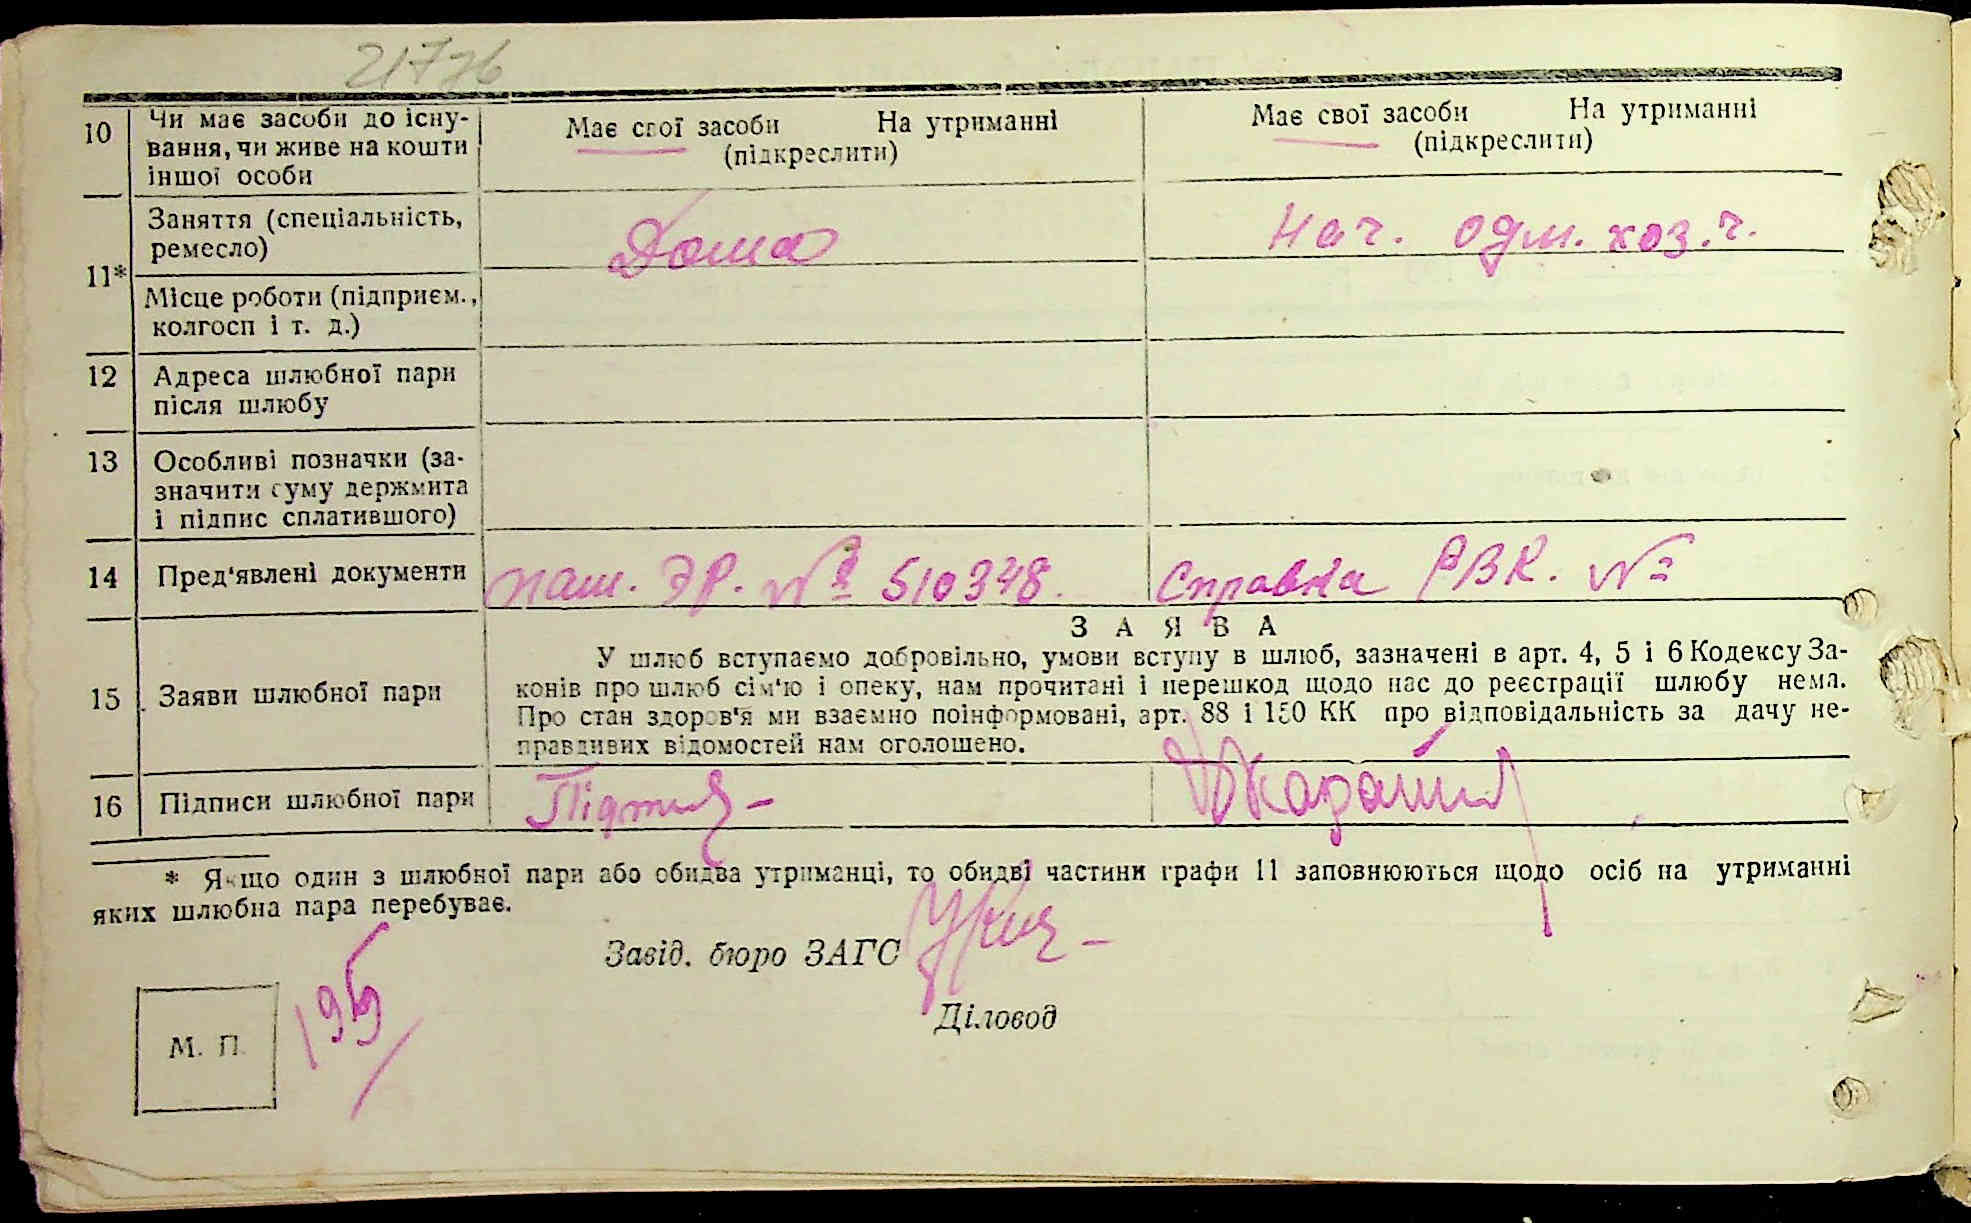 21776
10 Чи має засоби до існу- Має свої засоби На утриманні Має свої засоби На утриманні
вання, чи живе на кошти (підкреслити) (підкреслити)
іншої особи
11* Заняття (спеціальність, Дома Нач. одм. хоз. ч.
ремесло)
Місце роботи (підприєм.,
колгосп і т. д.)
12 Адреса шлюбної пари
після шлюбу
13 Особливі позначки (за-
значити суму держмита
і підпис сплатившого)
14 Пред'явлені документи паш. ЭР. № 510348. Справка РВК. №
З А Я В А
15 Заяви шлюбної пари
У шлюб вступаємо добровільно, умови вступу в шлюб, зазначені в арт. 4, 5 і 6 Кодексу За-
конів про шлюб сім'ю і опеку, нам прочитані і перешкод щодо нас до реєстрації шлюбу нема.
Про стан здоров'я ми взаємно поінформовані, арт. 88 і 150 КК про відповідальність за дачу не-
правдивих відомостей нам оголошено.
16 Підписи шлюбної пари
* Якщо один з шлюбної пари або обидва утриманці, то обидві частини графи 11 заповнюються щодо осіб на утриманні
яких шлюбна пара перебуває.
Завід. бюро ЗАГС
Діловод
М. П.
195